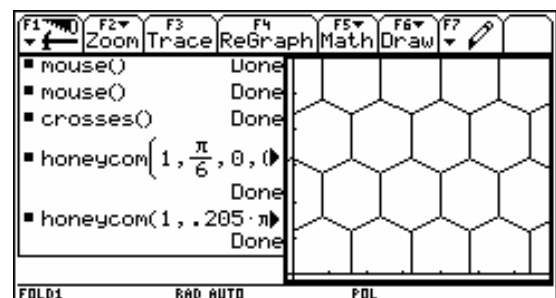 F1 F2 F3 F4 F5 F6 F7
Zoom Trace ReGraph Math Draw
mouse() Done
mouse() Done
crosses() Done
honeycom(1, π/6, 0, (
Done
honeycom(1, .205·π
Done
FOLD1 RAD AUTO POL